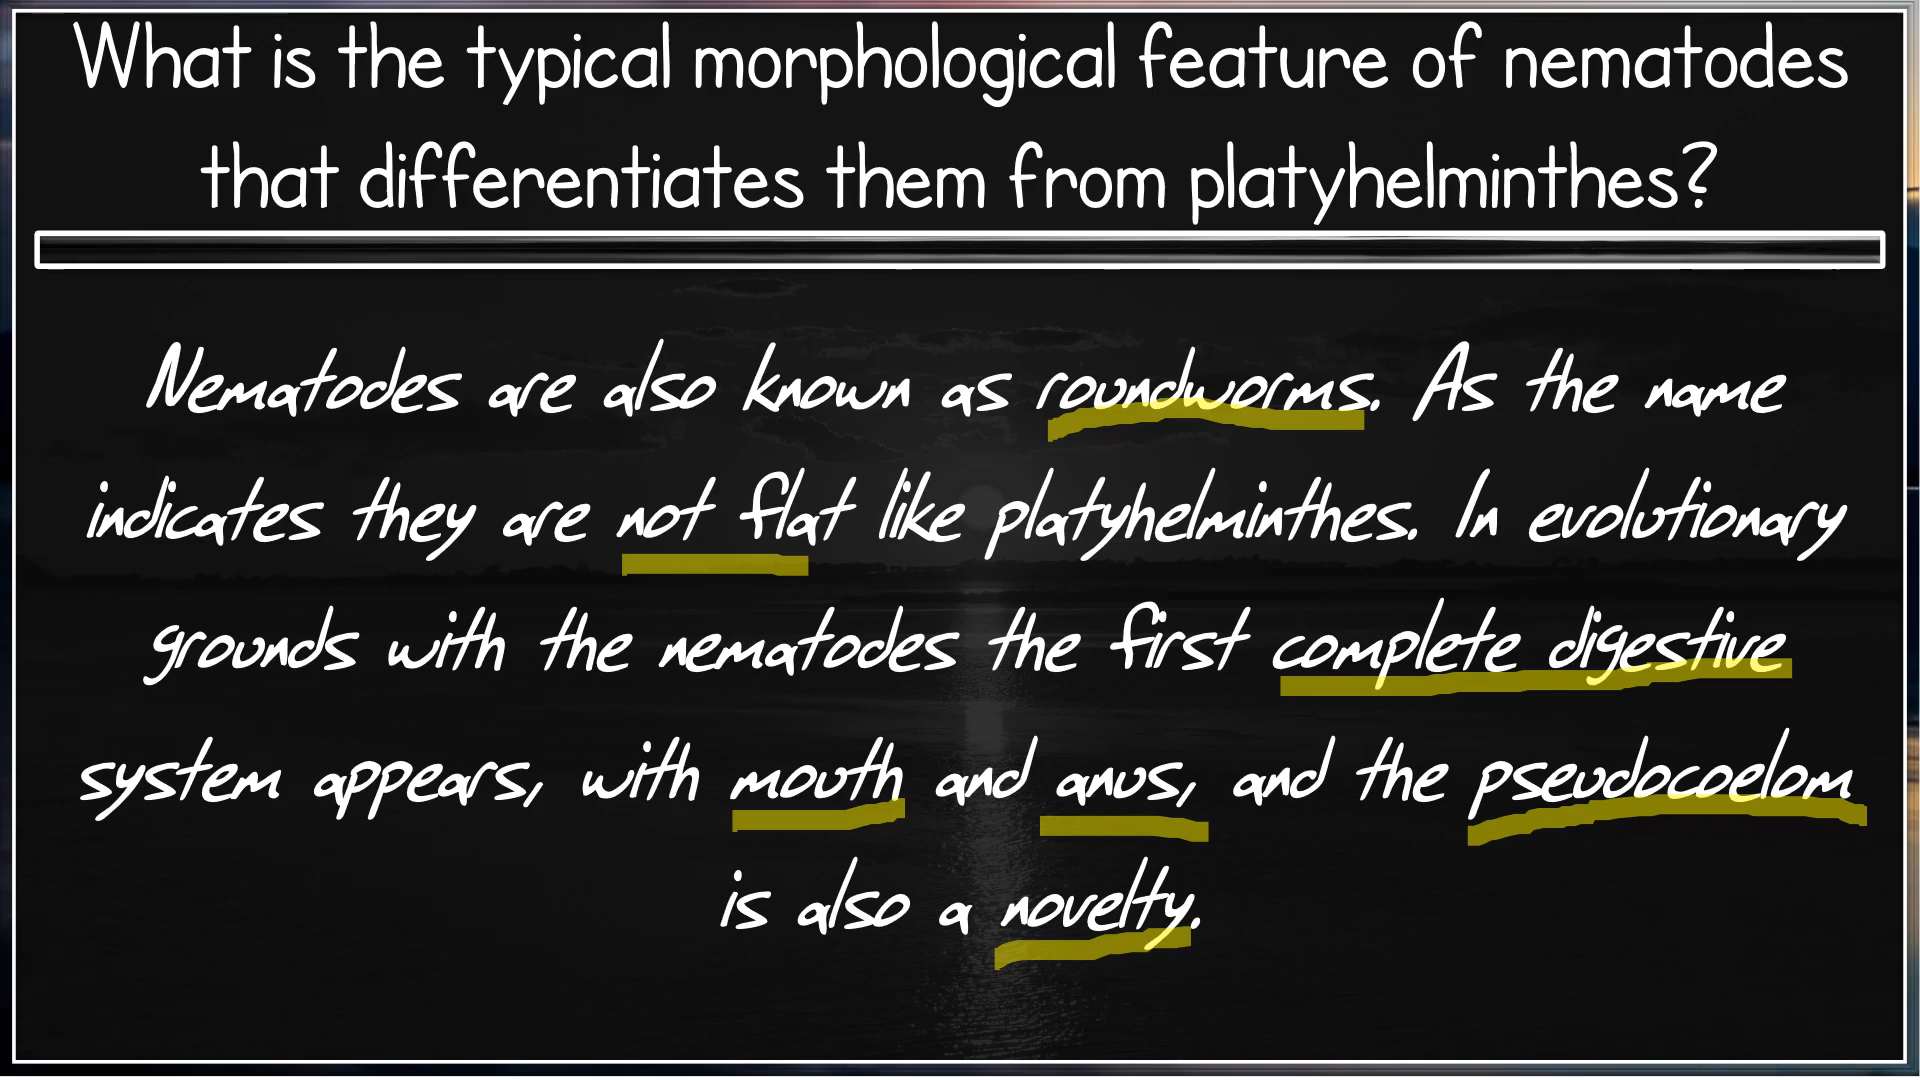 What is the typical morphological feature of nematodes
that differentiates them from platyhelminthes?
Nematodes are also known as roundworms. As the name
indicates they are not flat like platyhelminthes. In evolutionary
grounds with the nematodes the first complete digestive
system appears, with mouth and anus, and the pseudocoelom
is also a novelty.